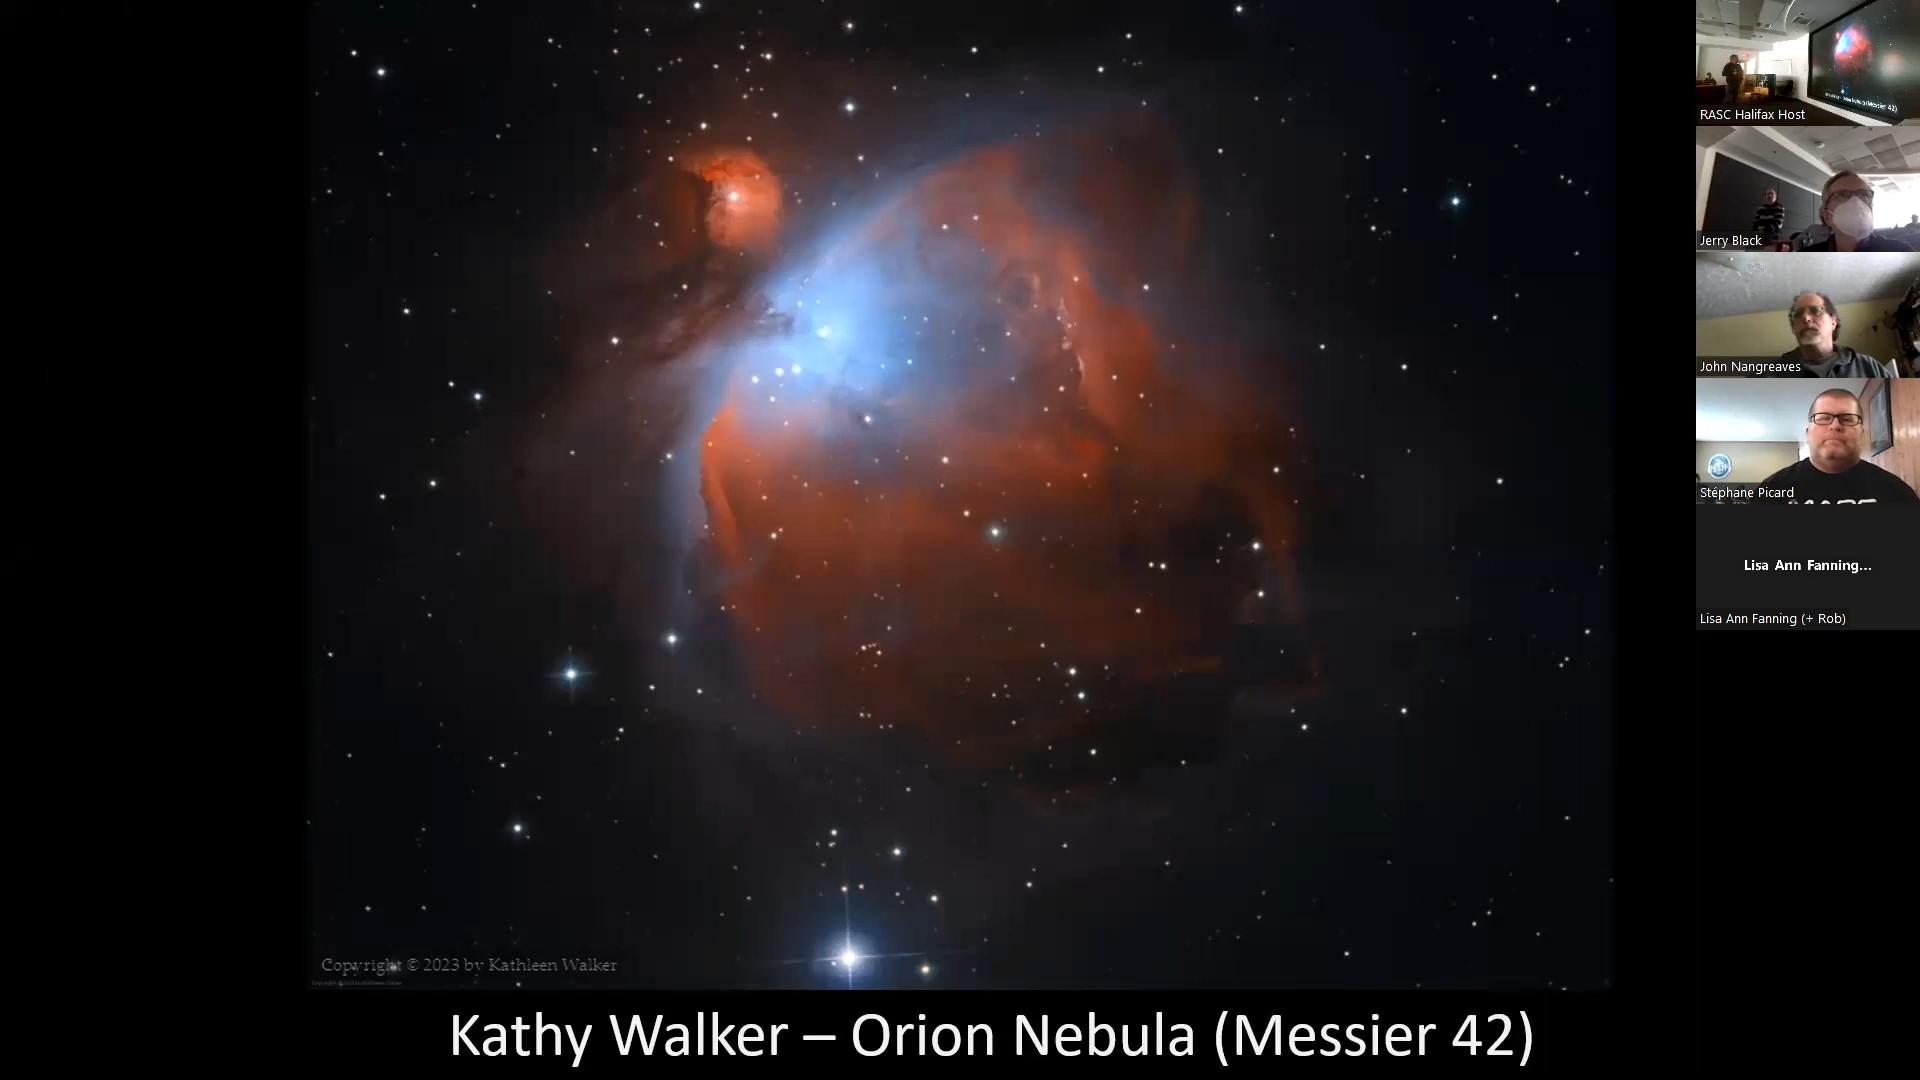 Copyright © 2023 by Kathleen Walker
Kathy Walker – Orion Nebula (Messier 42)
RASC Halifax Host
Jerry Black
John Nangreaves
Stéphane Picard
Lisa Ann Fanning...
Lisa Ann Fanning (+ Rob)